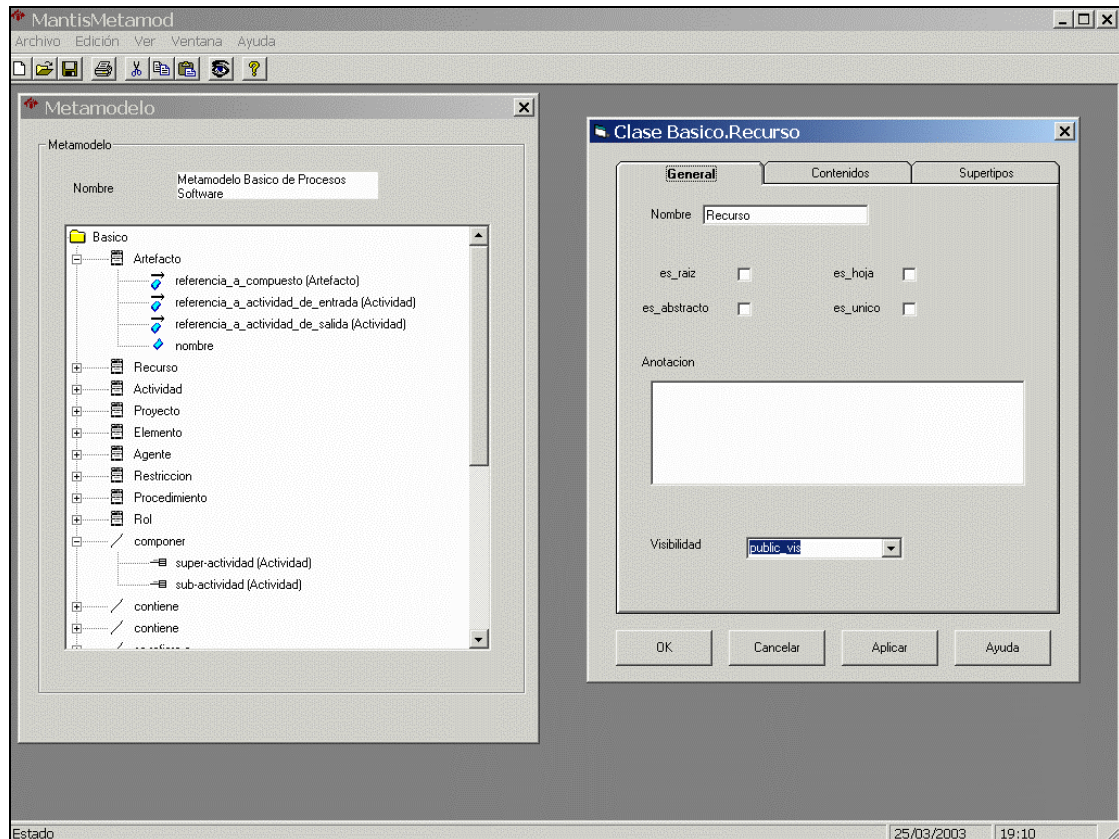 MantisMetamod
Archivo Edición Ver Ventana Ayuda
Metamodelo
Metamodelo
Nombre
Metamodelo Basico de Procesos
Software
Basico
Artefacto
referencia_a_compuesto (Artefacto)
referencia_a_actividad_de_entrada (Actividad)
referencia_a_actividad_de_salida (Actividad)
nombre
Recurso
Actividad
Proyecto
Elemento
Agente
Restriccion
Procedimiento
Rol
componer
super-actividad (Actividad)
sub-actividad (Actividad)
contiene
contiene
Clase Basico.Recurso
General Contenidos Supertipos
Nombre Recurso
es_raiz es_hoja
es_abstracto es_unico
Anotacion
Visibilidad public_vis
OK Cancelar Aplicar Ayuda
Estado 25/03/2003 19:10